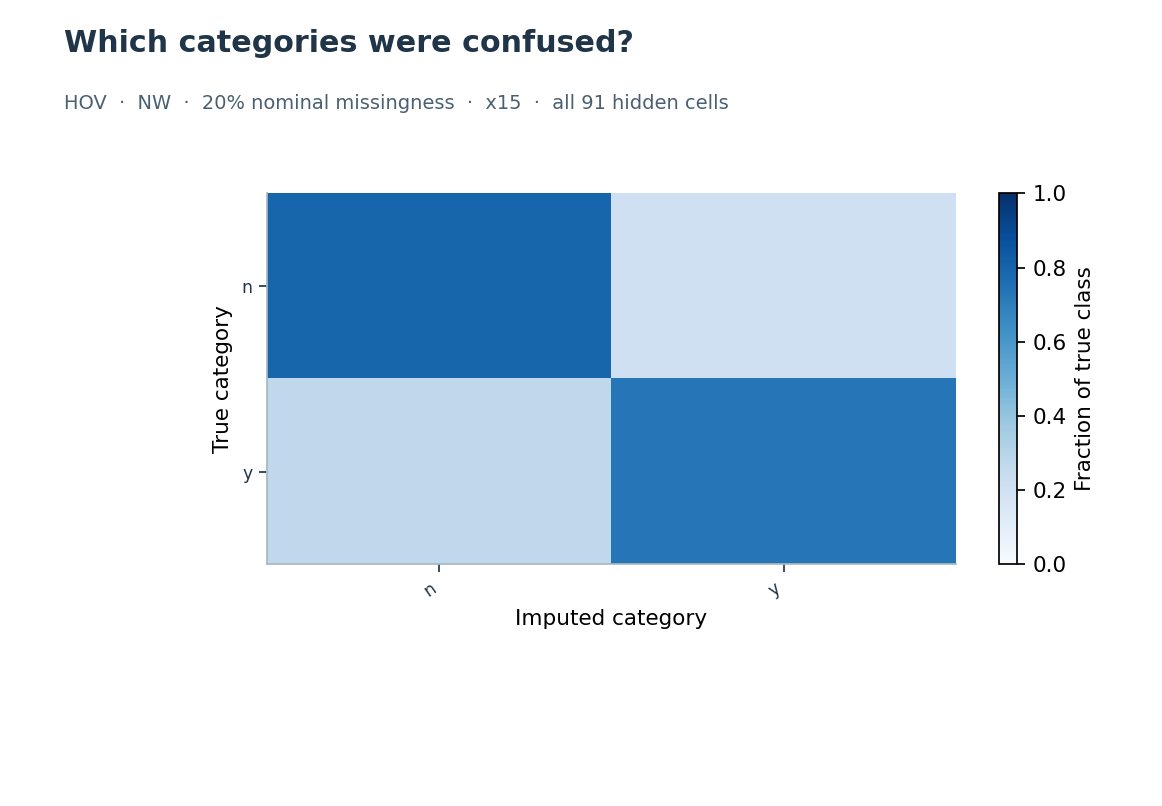 Which categories were confused?
HOV · NW · 20% nominal missingness · x15 · all 91 hidden cells
True category
n
y
n
y
Imputed category
1.0
0.8
0.6
0.4
0.2
0.0
Fraction of true class